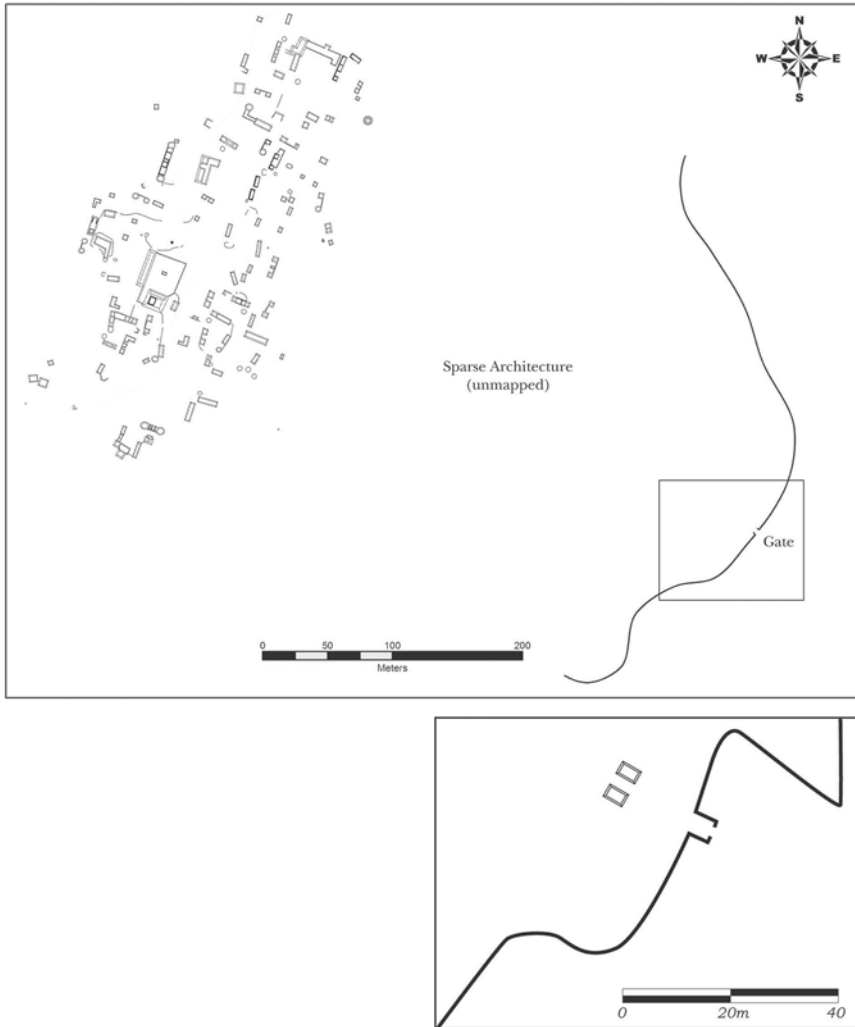 N
W E
S
Sparse Architecture
(unmapped)
Gate
0 50 100 200
Meters
0 20m 40